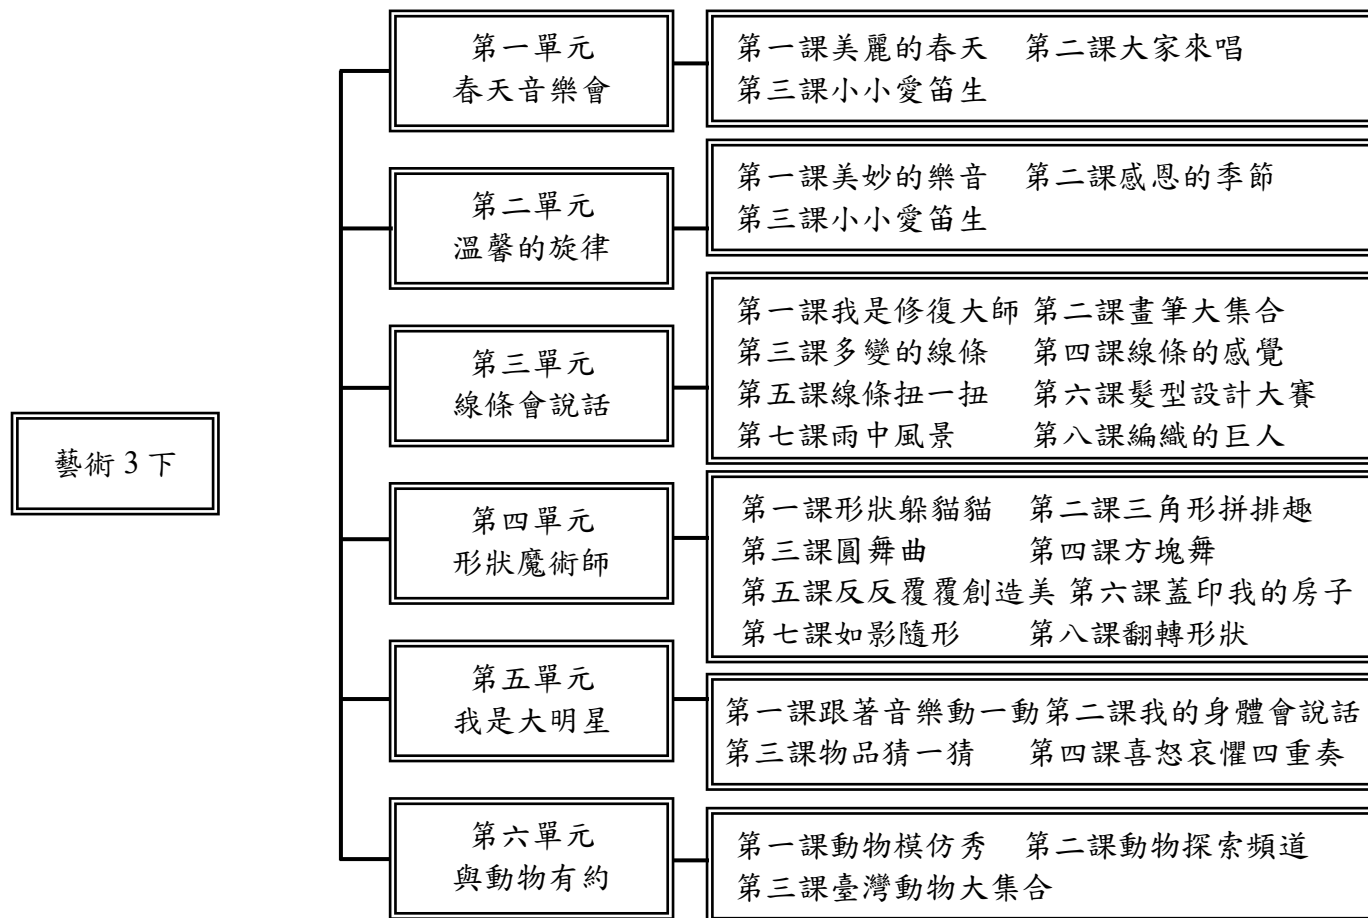 藝術3下
第一單元
春天音樂會
第一課美麗的春天 第二課大家來唱
第三課小小愛笛生
第二單元
溫馨的旋律
第一課美妙的樂音 第二課感恩的季節
第三課小小愛笛生
第三單元
線條會說話
第一課我是修復大師 第二課畫筆大集合
第三課多變的線條 第四課線條的感覺
第五課線條扭一扭 第六課髮型設計大賽
第七課雨中風景 第八課編織的巨人
第四單元
形狀魔術師
第一課形狀躲貓貓 第二課三角形拼排趣
第三課圓舞曲 第四課方塊舞
第五課反反覆覆創造美 第六課蓋印我的房子
第七課如影隨形 第八課翻轉形狀
第五單元
我是大明星
第一課跟著音樂動一動第二課我的身體會說話
第三課物品猜一猜 第四課喜怒哀懼四重奏
第六單元
與動物有約
第一課動物模仿秀 第二課動物探索頻道
第三課臺灣動物大集合